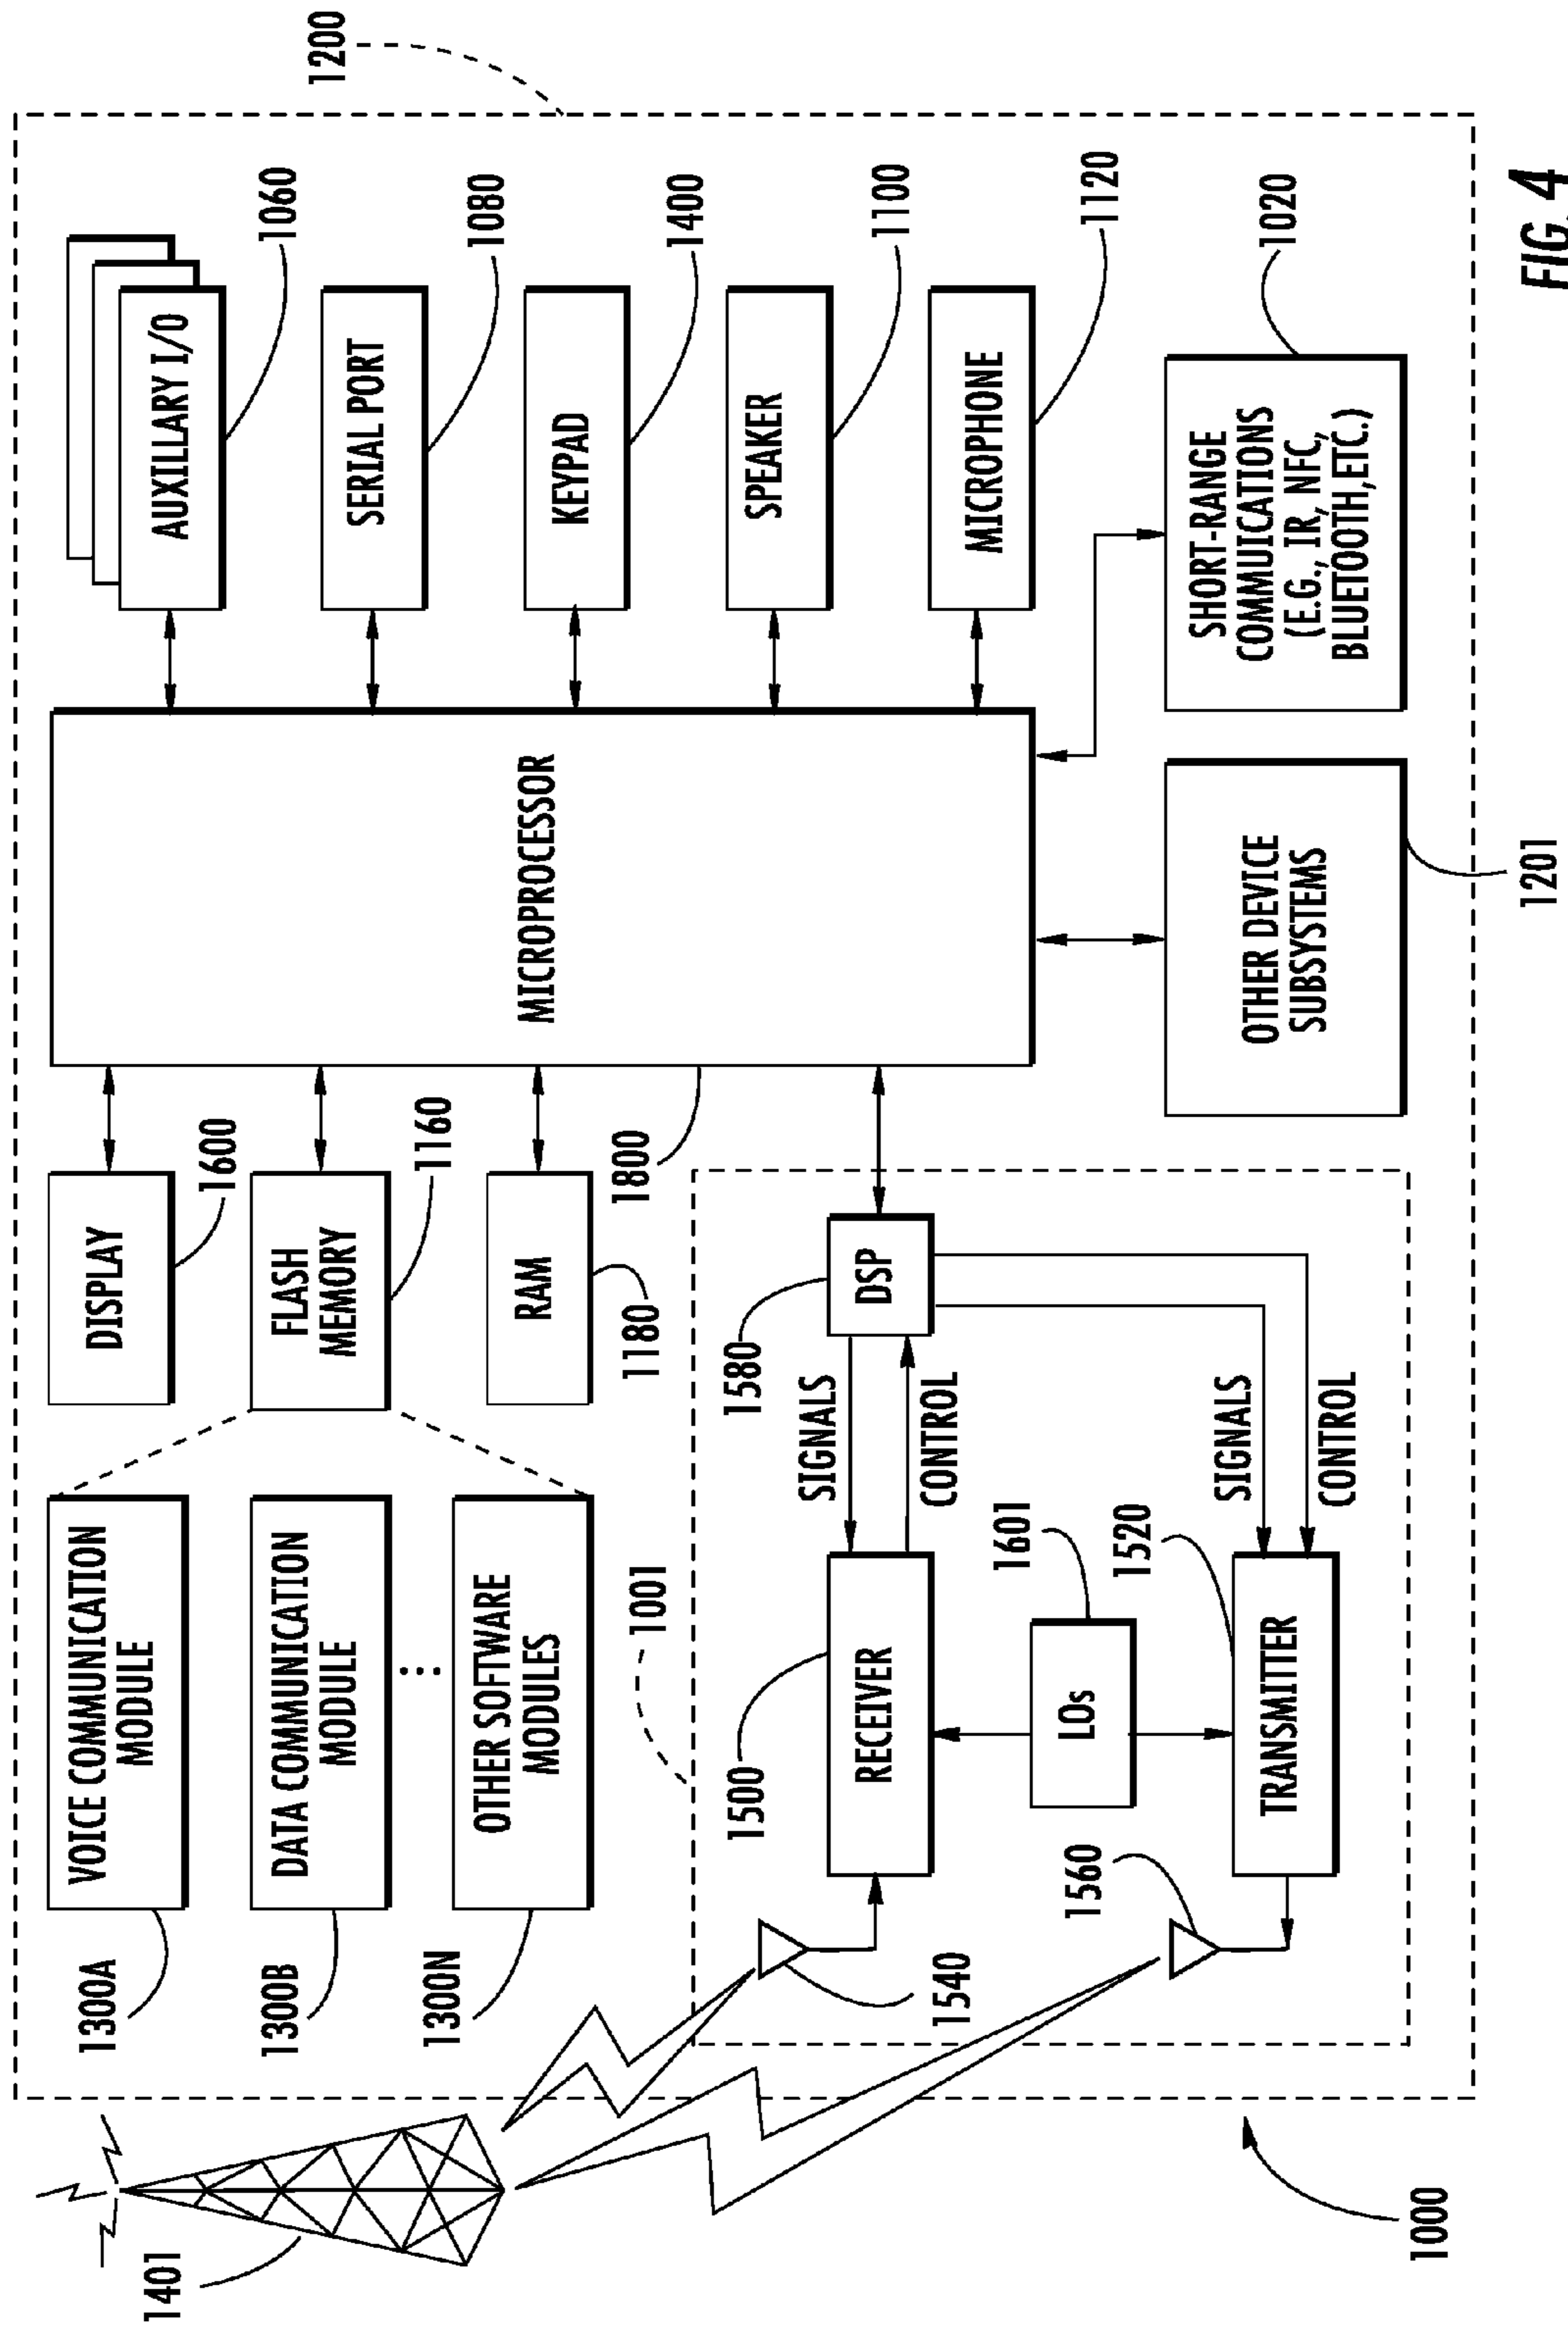 1401
1300A
VOICE COMMUNICATION
MODULE
1300B
DATA COMMUNICATION
MODULE
...
1300N
OTHER SOFTWARE
MODULES
DISPLAY
1600
FLASH
MEMORY
1160
RAM
1180
1800
MICROPROCESSOR
AUXILLARY I/O
1060
SERIAL PORT
1080
KEYPAD
1400
SPEAKER
1100
MICROPHONE
1120
1200
1001
1500
RECEIVER
1540
SIGNALS
CONTROL
1580
DSP
LOs
1601
1560
1520
TRANSMITTER
SIGNALS
CONTROL
OTHER DEVICE
SUBSYSTEMS
1201
SHORT-RANGE
COMMUICATIONS
(E.G., IR, NFC,
BLUETOOTH,ETC.)
1020
1000
FIG. 4